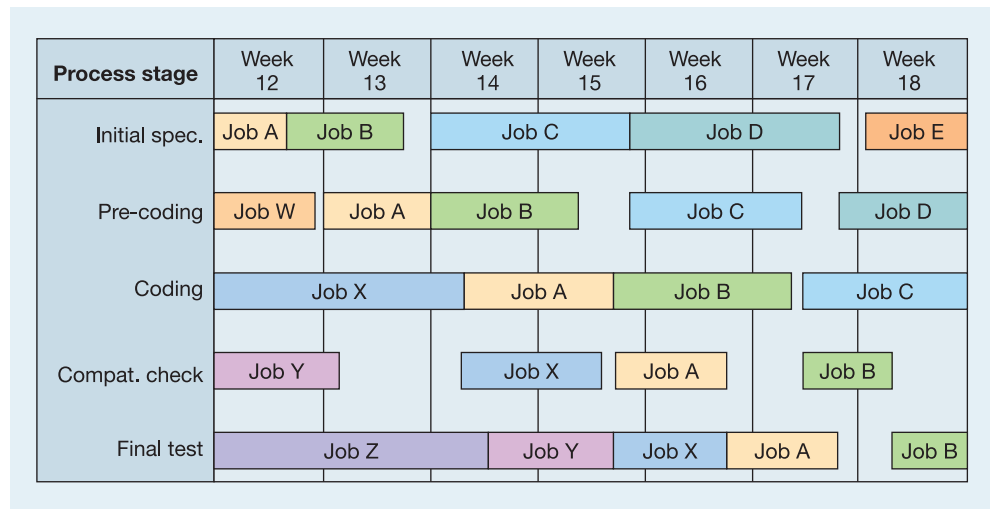 Process stage
Week 12
Week 13
Week 14
Week 15
Week 16
Week 17
Week 18
Initial spec.
Job A
Job B
Job C
Job D
Job E
Pre-coding
Job W
Job A
Job B
Job C
Job D
Coding
Job X
Job A
Job B
Job C
Compat. check
Job Y
Job X
Job A
Job B
Final test
Job Z
Job Y
Job X
Job A
Job B